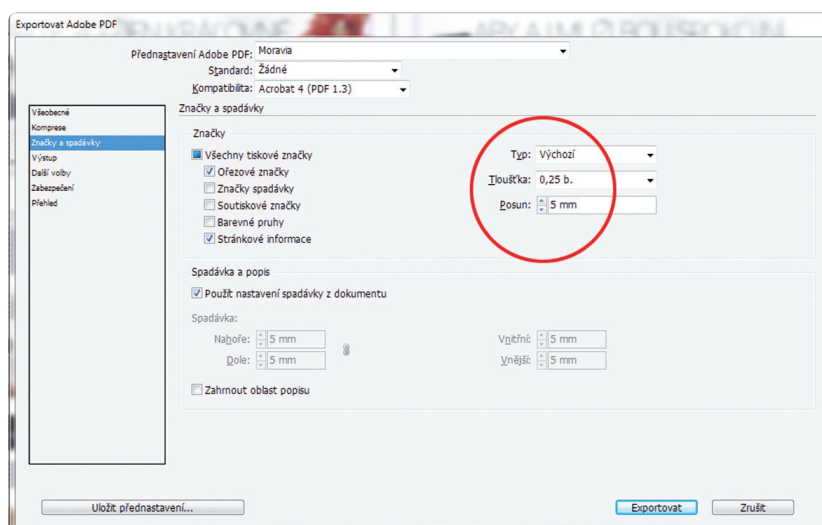 Exportovat Adobe PDF
Přednastavení Adobe PDF: Moravia
Standard: Žádné
Kompatibilita: Acrobat 4 (PDF 1.3)
Všeobecné
Komprese
Značky a spadávky
Výstup
Další volby
Zabezpečení
Přehled
Značky a spadávky
Značky
Všechny tiskové značky
Ořezové značky
Značky spadávky
Soutiskové značky
Barevné pruhy
Stránkové informace
Typ: Výchozí
Tloušťka: 0,25 b.
Posun: 5 mm
Spadávka a popis
Použít nastavení spadávky z dokumentu
Spadávka:
Nahoře: 5 mm
Dole: 5 mm
Vnitřní: 5 mm
Vnější: 5 mm
Zahrnout oblast popisu
Uložit přednastavení...
Exportovat
Zrušit